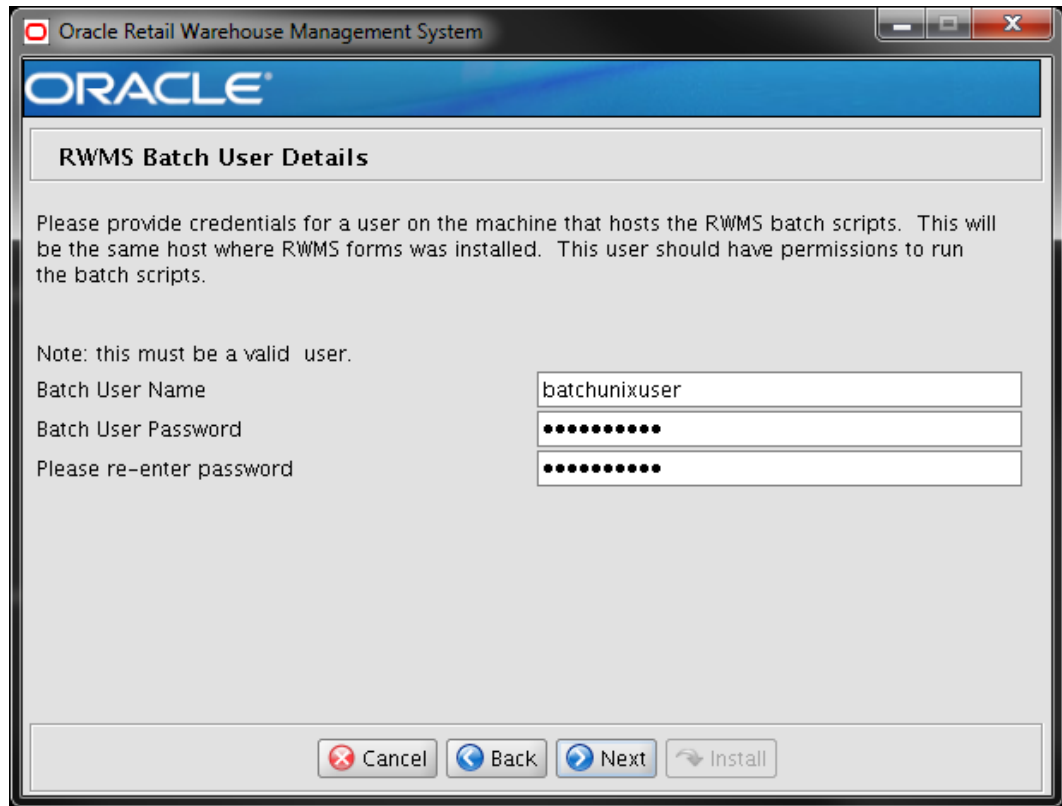 Oracle Retail Warehouse Management System
ORACLE®
RWMS Batch User Details
Please provide credentials for a user on the machine that hosts the RWMS batch scripts.  This will
be the same host where RWMS forms was installed.  This user should have permissions to run
the batch scripts.
Note: this must be a valid  user.
Batch User Name batchunixuser
Batch User Password ••••••••••
Please re-enter password ••••••••••
Cancel Back Next Install